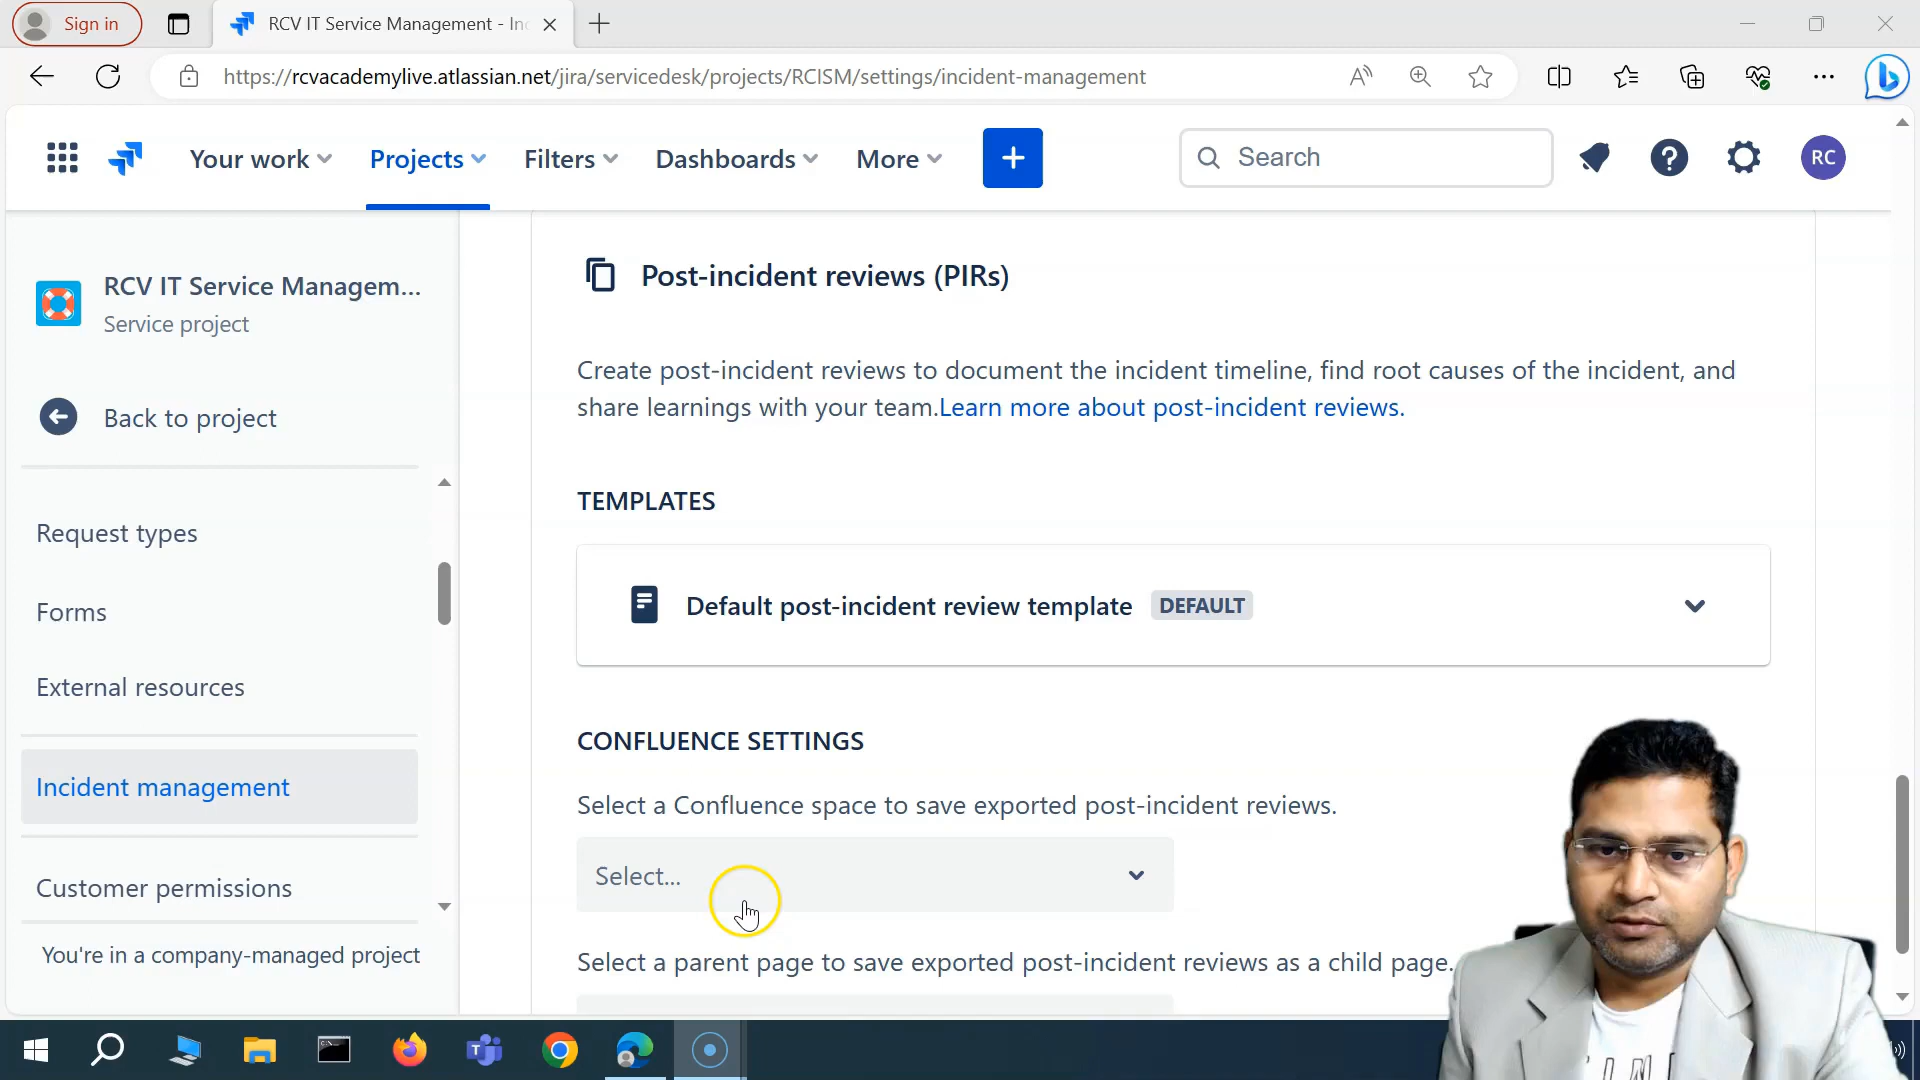 Sign in
RCV IT Service Management - Inc
https://rcvacademylive.atlassian.net/jira/servicedesk/projects/RCISM/settings/incident-management
Your work
Projects
Filters
Dashboards
More
Search
RC
RCV IT Service Managem...
Service project
Back to project
Request types
Forms
External resources
Incident management
Customer permissions
You're in a company-managed project
Post-incident reviews (PIRs)
Create post-incident reviews to document the incident timeline, find root causes of the incident, and
share learnings with your team.Learn more about post-incident reviews.
TEMPLATES
Default post-incident review template DEFAULT
CONFLUENCE SETTINGS
Select a Confluence space to save exported post-incident reviews.
Select...
Select a parent page to save exported post-incident reviews as a child page.